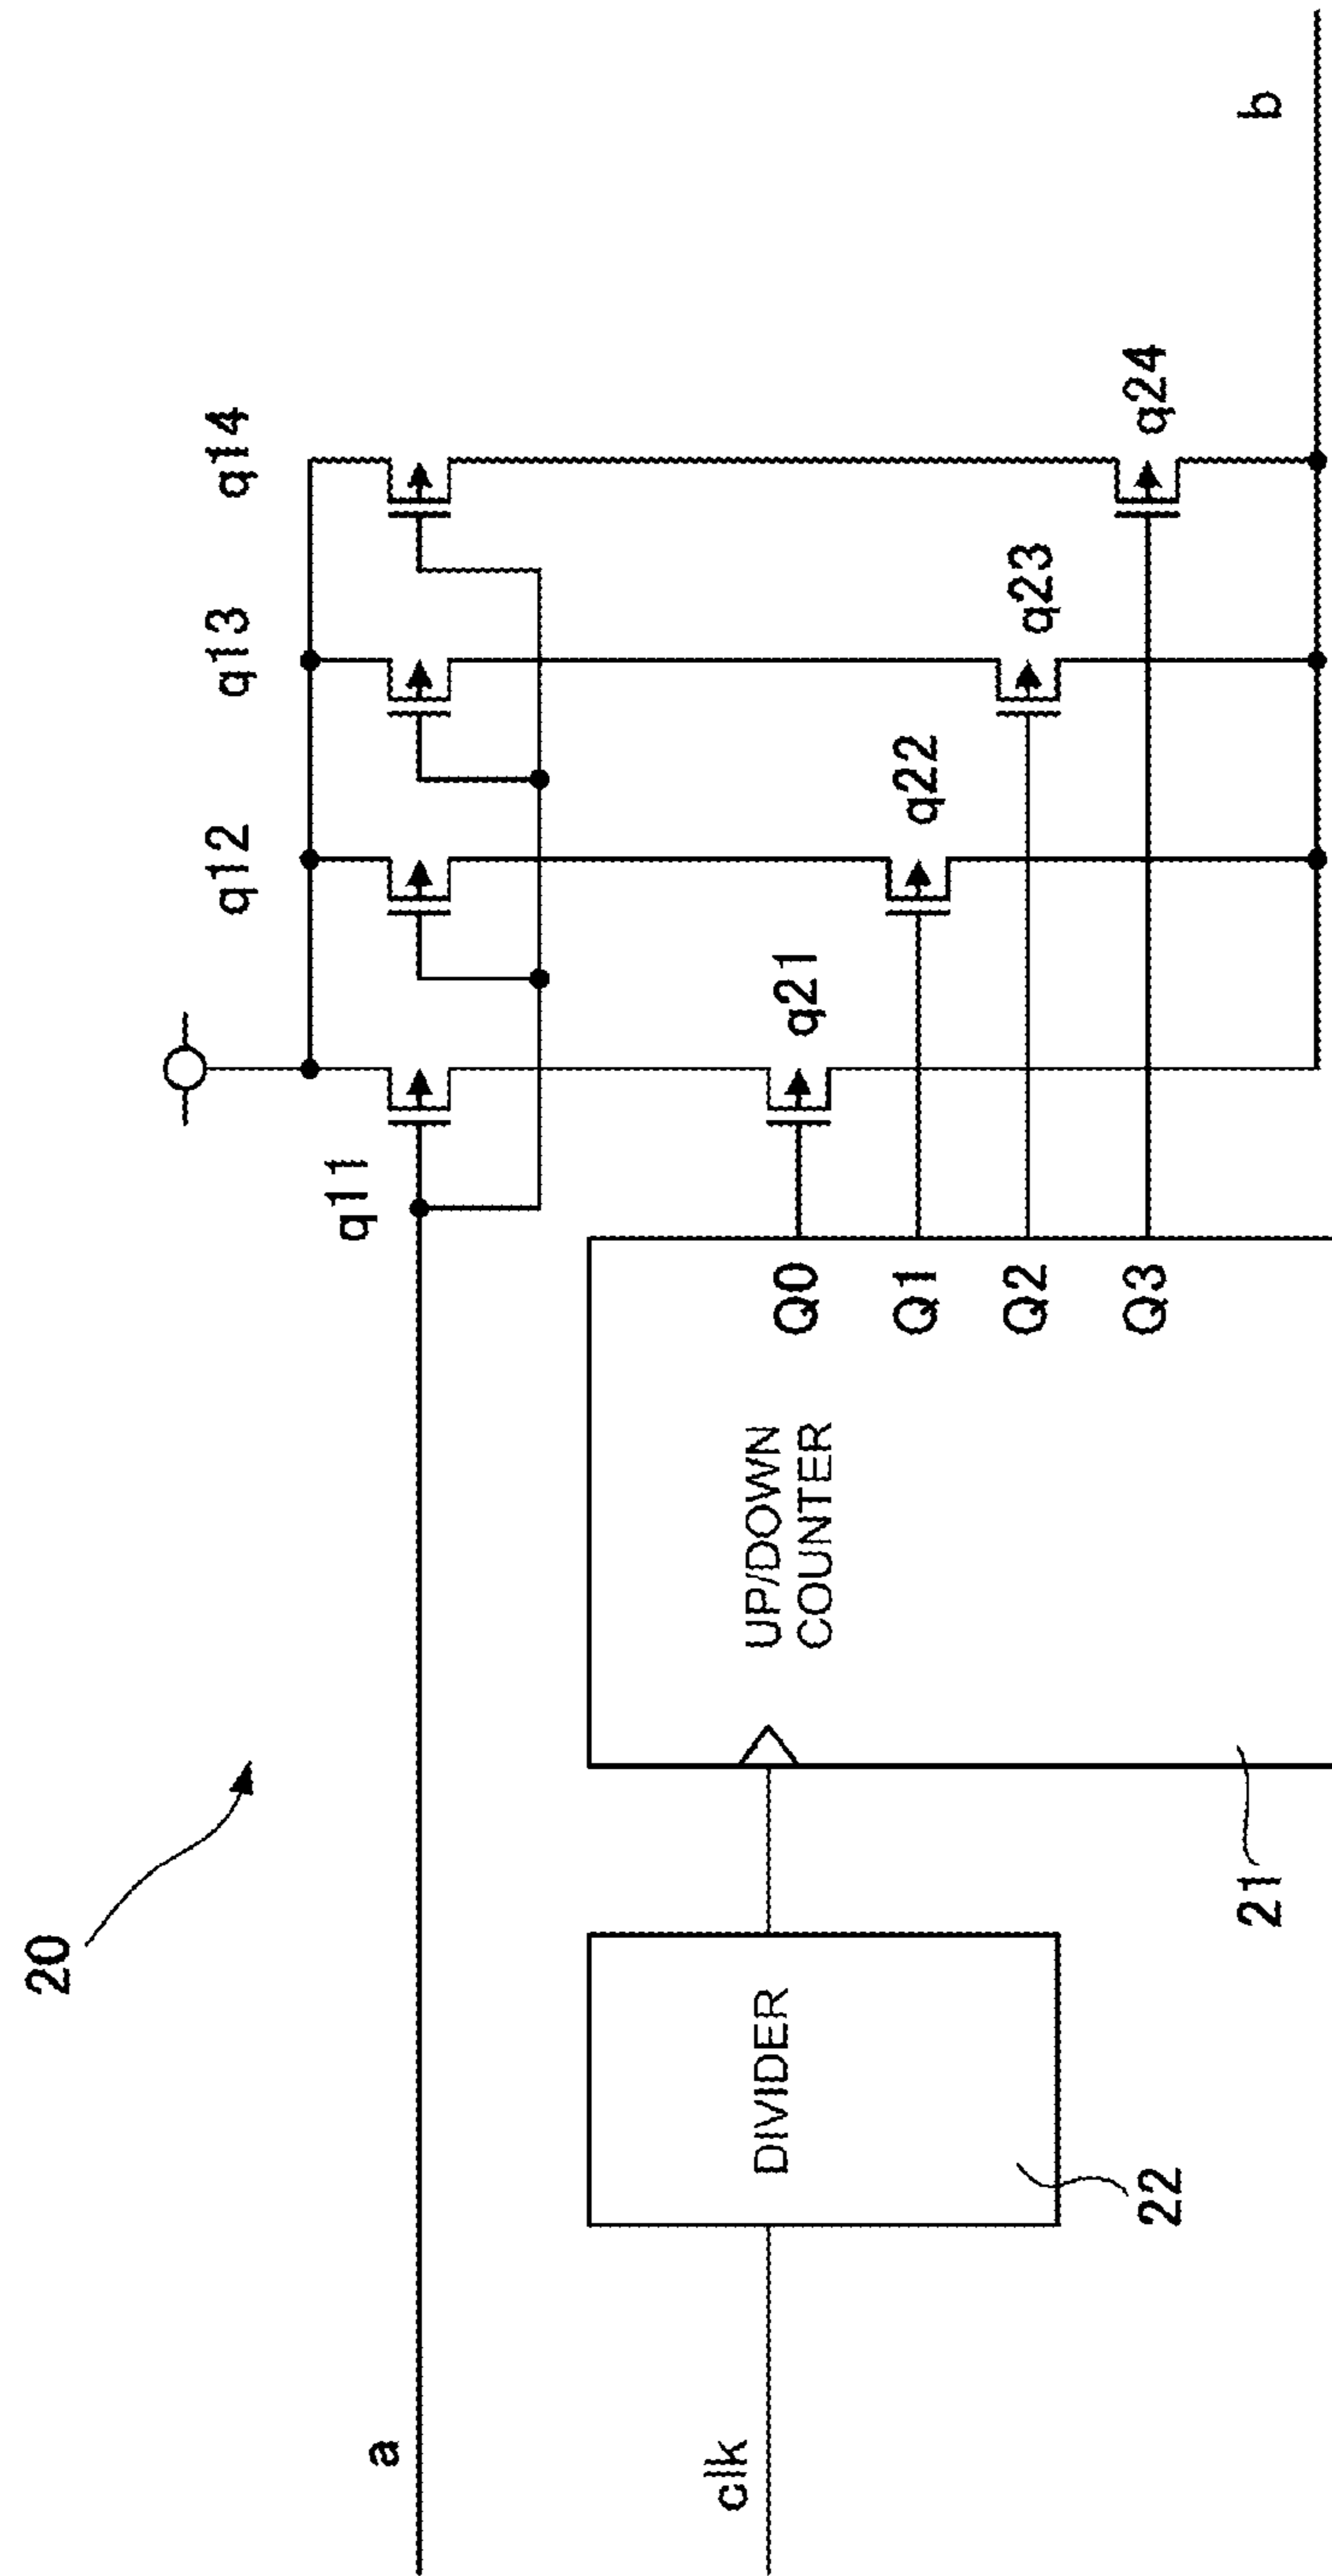 20
a
clk
DIVIDER
22
UP/DOWN
COUNTER
21
Q0
Q1
Q2
Q3
q11
q12
q13
q14
q21
q22
q23
q24
b